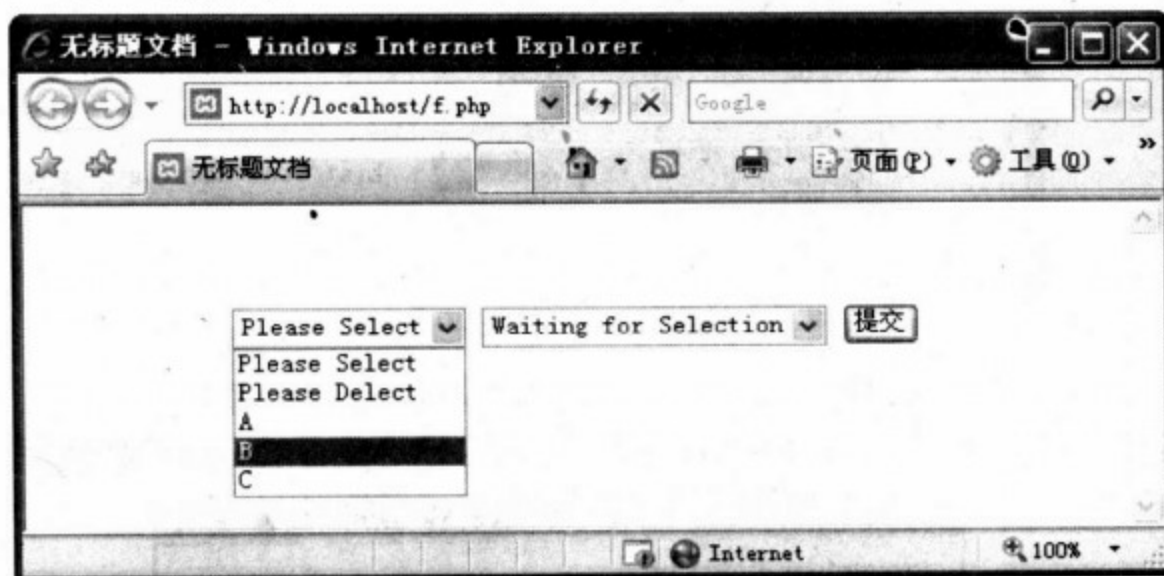 无标题文档 - Windows Internet Explorer
http://localhost/f.php
Google
无标题文档
页面(P)
工具(O)
»
Please Select
Waiting for Selection
提交
Please Select
Please Delect
A
B
C
Internet
100%